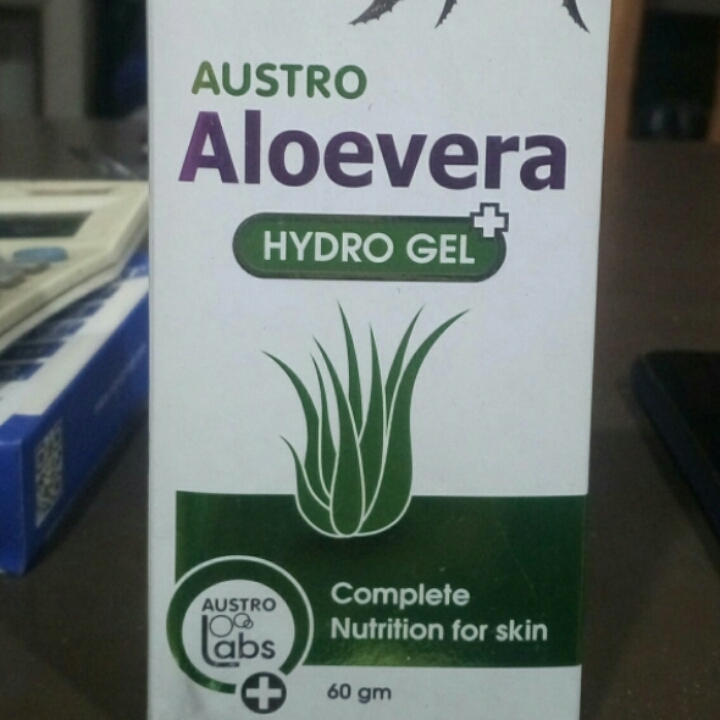 AUSTRO
Aloevera
HYDRO GEL
Complete
Nutrition for skin
AUSTRO
Labs
60 gm